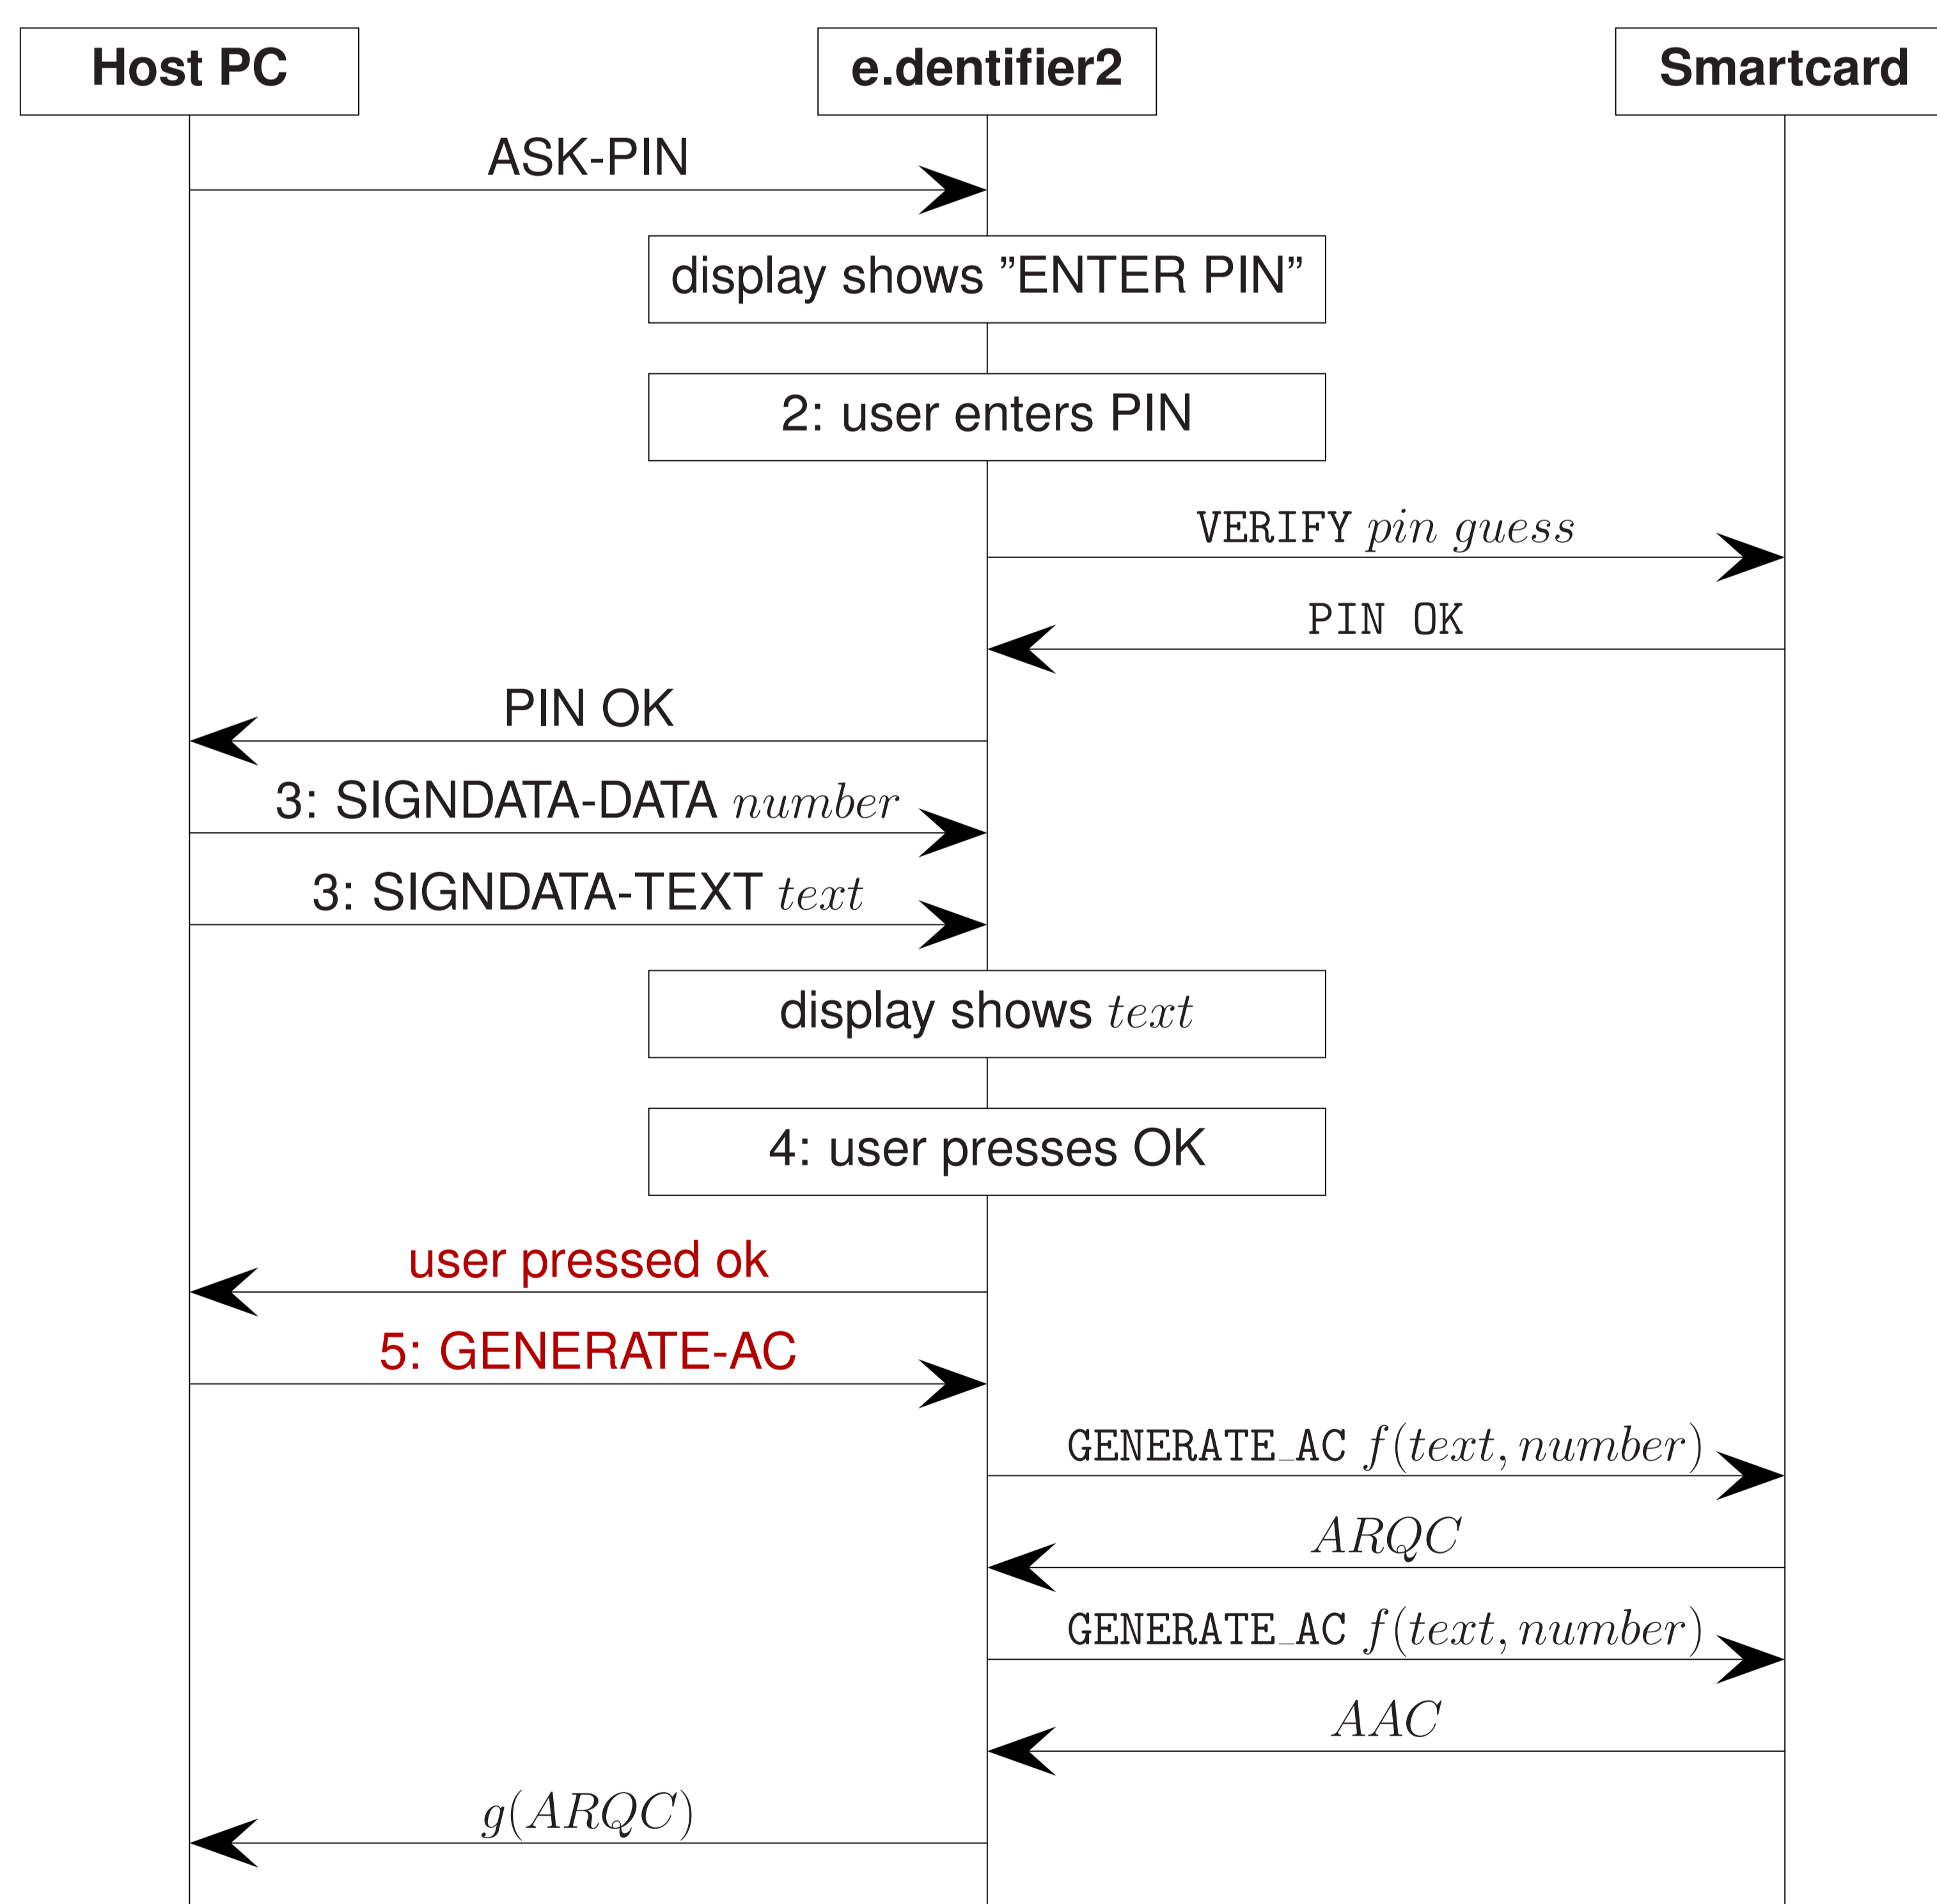 Host PC
e.dentifier2
Smartcard
ASK-PIN
display shows ”ENTER PIN”
2: user enters PIN
VERIFY pin guess
PIN OK
PIN OK
3: SIGNDATA-DATA number
3: SIGNDATA-TEXT text
display shows text
4: user presses OK
user pressed ok
5: GENERATE-AC
GENERATE_AC f(text, number)
ARQC
GENERATE_AC f(text, number)
AAC
g(ARQC)